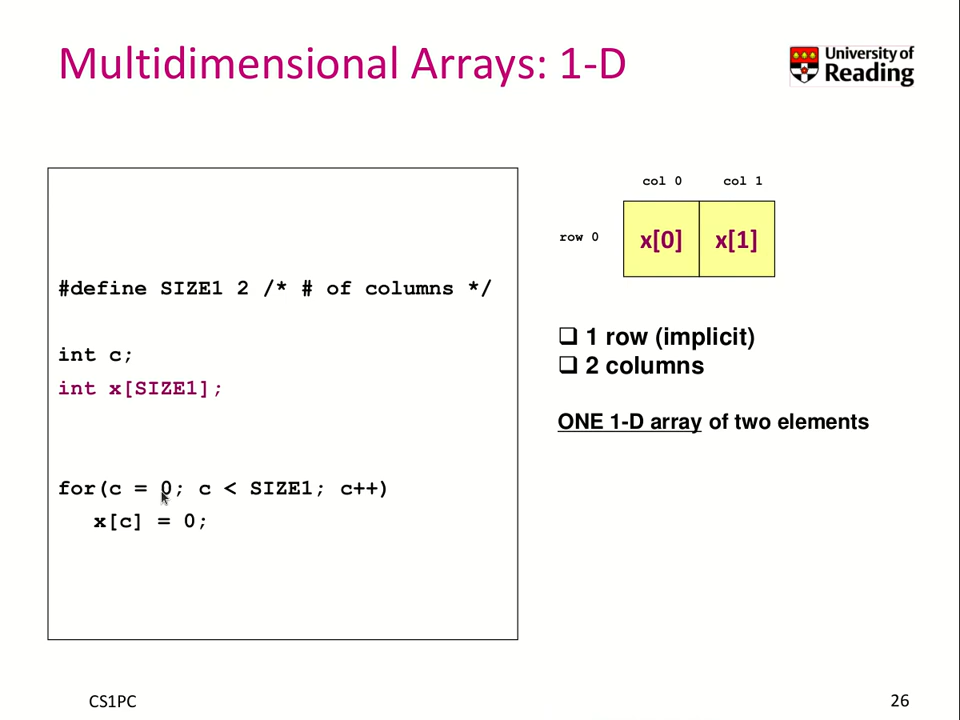 Multidimensional Arrays: 1-D
University of
Reading
#define SIZE1 2 /* # of columns */
int c;
int x[SIZE1];
for(c = 0; c < SIZE1; c++)
x[c] = 0;
col 0 col 1
row 0 x[0] x[1]
❑ 1 row (implicit)
❑ 2 columns
ONE 1-D array of two elements
CS1PC
26